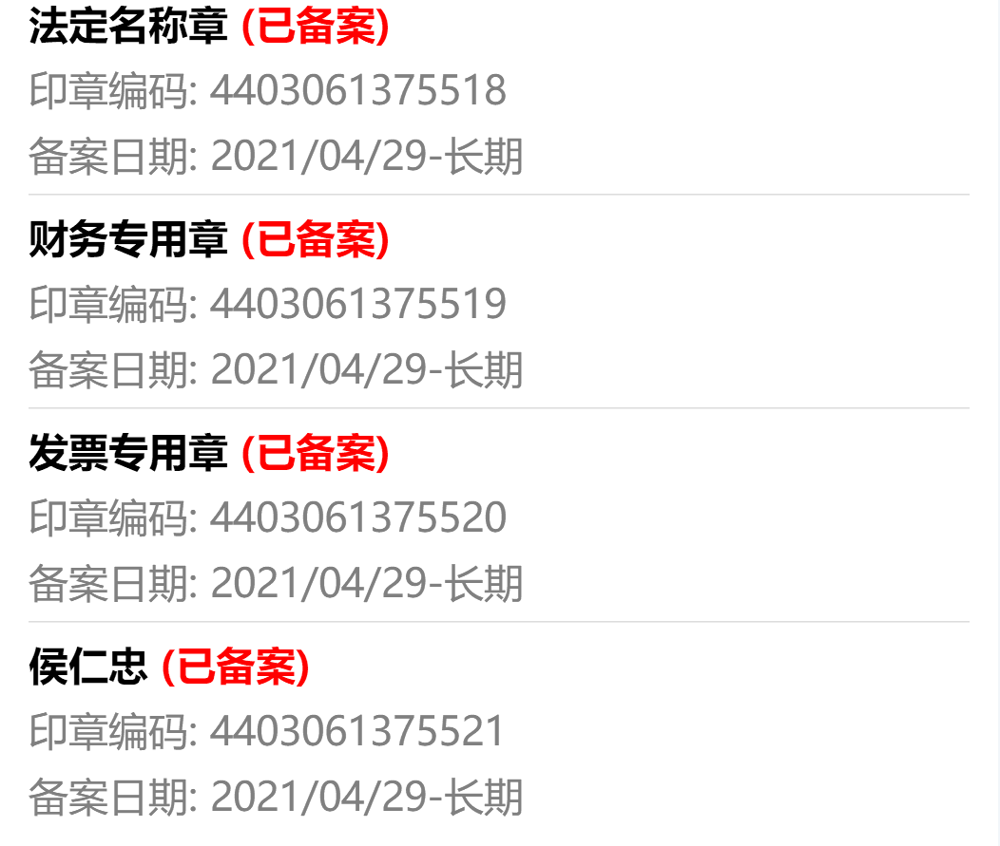 法定名称章 (已备案)
印章编码: 4403061375518
备案日期: 2021/04/29-长期
财务专用章 (已备案)
印章编码: 4403061375519
备案日期: 2021/04/29-长期
发票专用章 (已备案)
印章编码: 4403061375520
备案日期: 2021/04/29-长期
侯仁忠 (已备案)
印章编码: 4403061375521
备案日期: 2021/04/29-长期